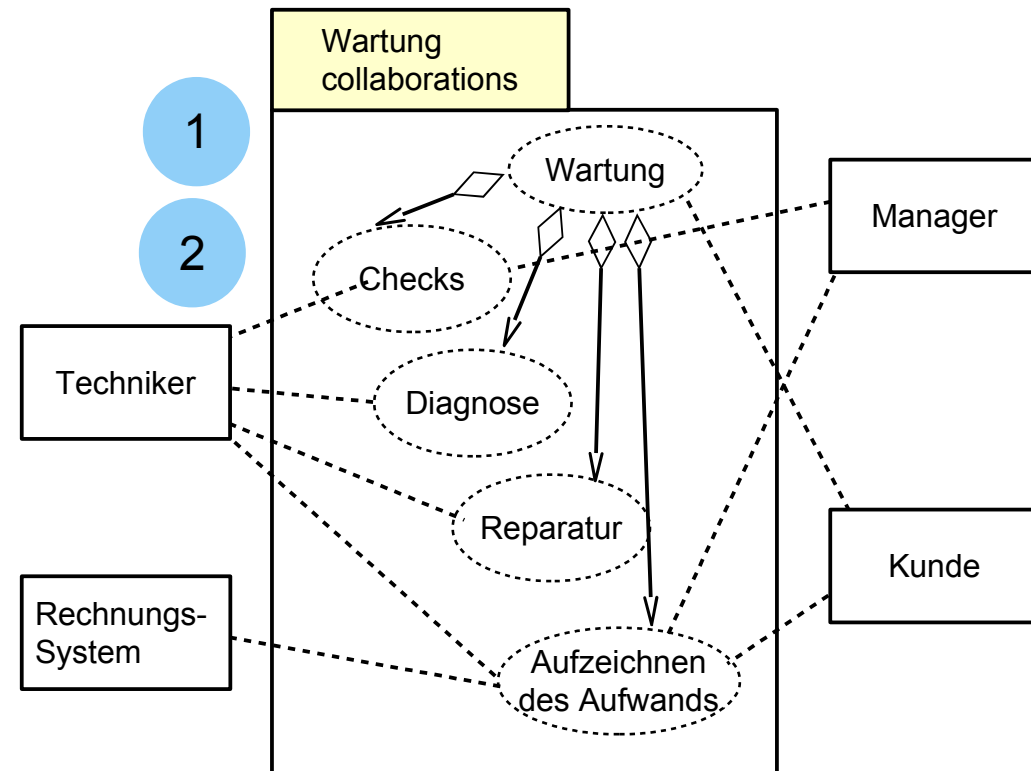 Wartung
collaborations
1
Wartung
Manager
2
Checks
Techniker
Diagnose
Reparatur
Kunde
Rechnungs-
System
Aufzeichnen
des Aufwands